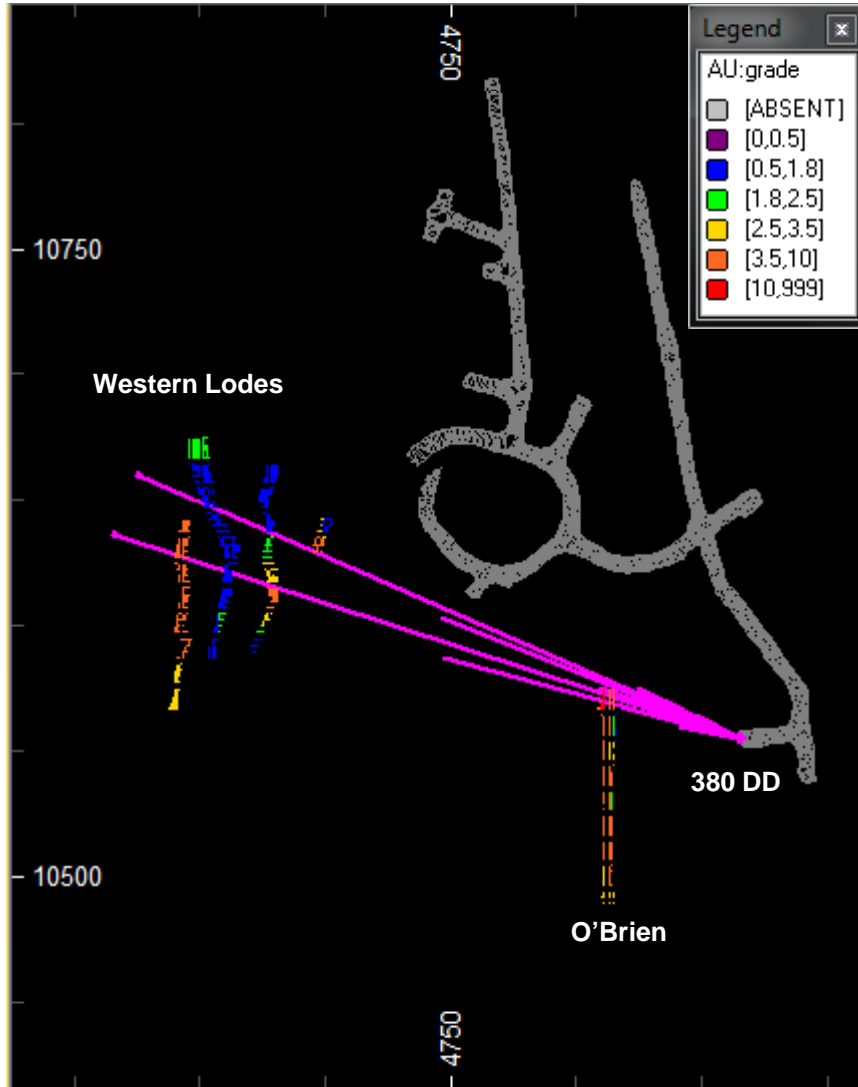 4750
Legend
x
AU:grade
[ABSENT]
[0,0.5]
[0.5,1.8]
[1.8,2.5]
[2.5,3.5]
[3.5,10]
[10,999]
10750
Western Lodes
380 DD
10500
O’Brien
4750